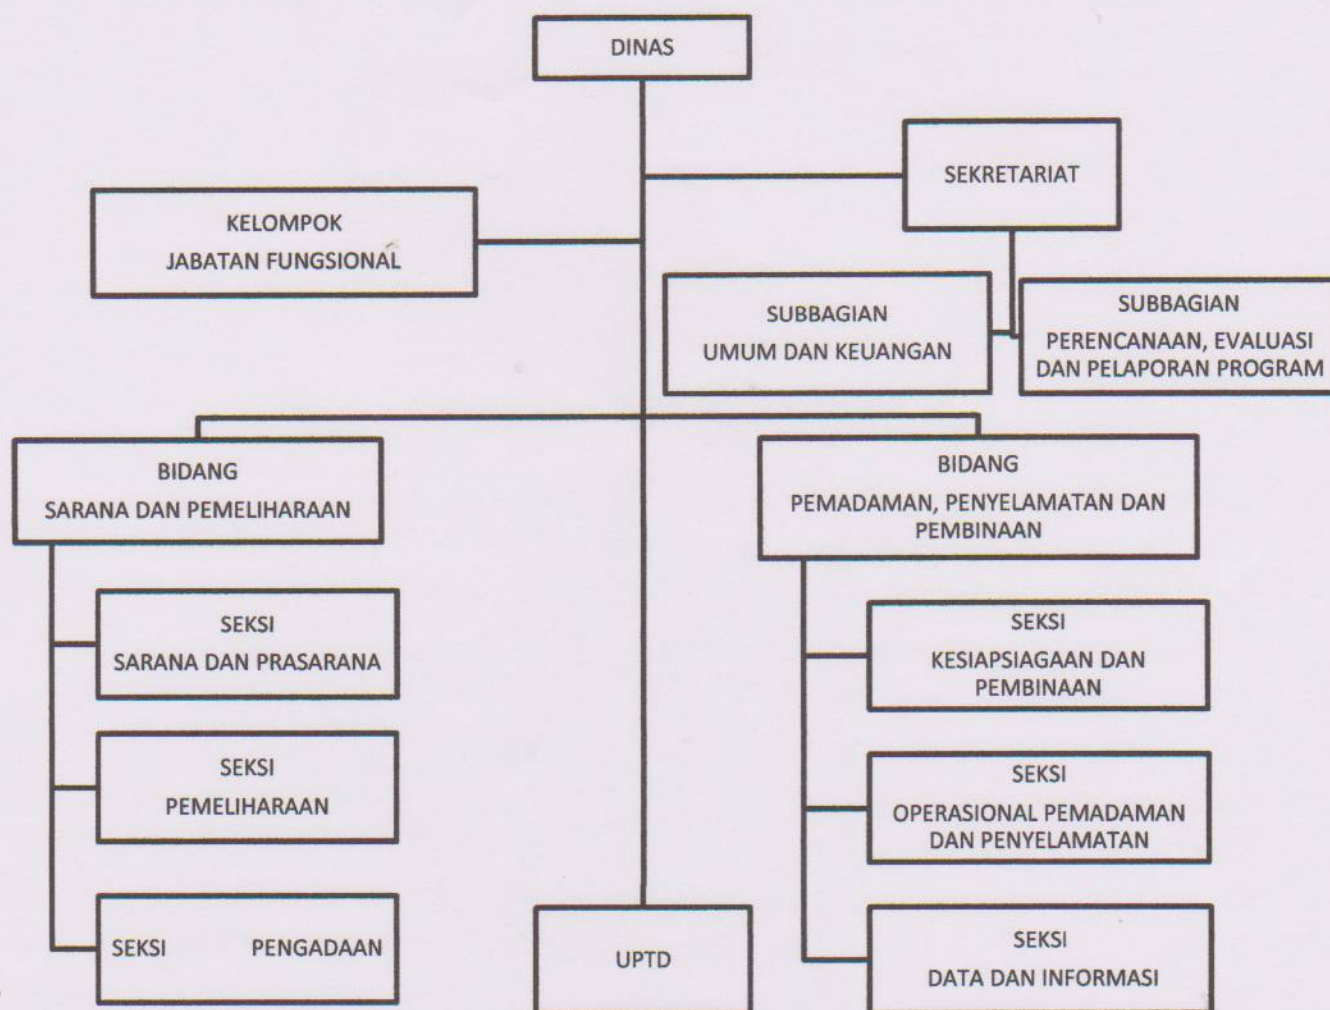 DINAS
SEKRETARIAT
KELOMPOK
JABATAN FUNGSIONAL
SUBBAGIAN
UMUM DAN KEUANGAN
SUBBAGIAN
PERENCANAAN, EVALUASI
DAN PELAPORAN PROGRAM
BIDANG
SARANA DAN PEMELIHARAAN
BIDANG
PEMADAMAN, PENYELAMATAN DAN
PEMBINAAN
SEKSI
SARANA DAN PRASARANA
SEKSI
PEMELIHARAAN
SEKSI PENGADAAN
UPTD
SEKSI
KESIAPSIAGAAN DAN
PEMBINAAN
SEKSI
OPERASIONAL PEMADAMAN
DAN PENYELAMATAN
SEKSI
DATA DAN INFORMASI